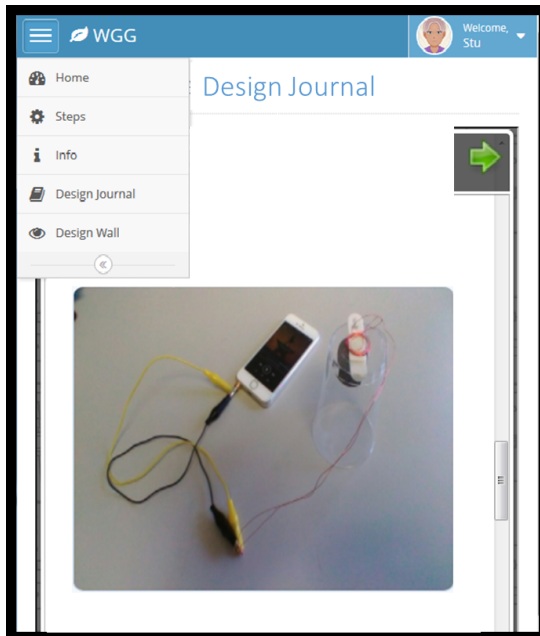 WGG
Welcome,
Stu
Home
Design Journal
Steps
Info
Design Journal
Design Wall